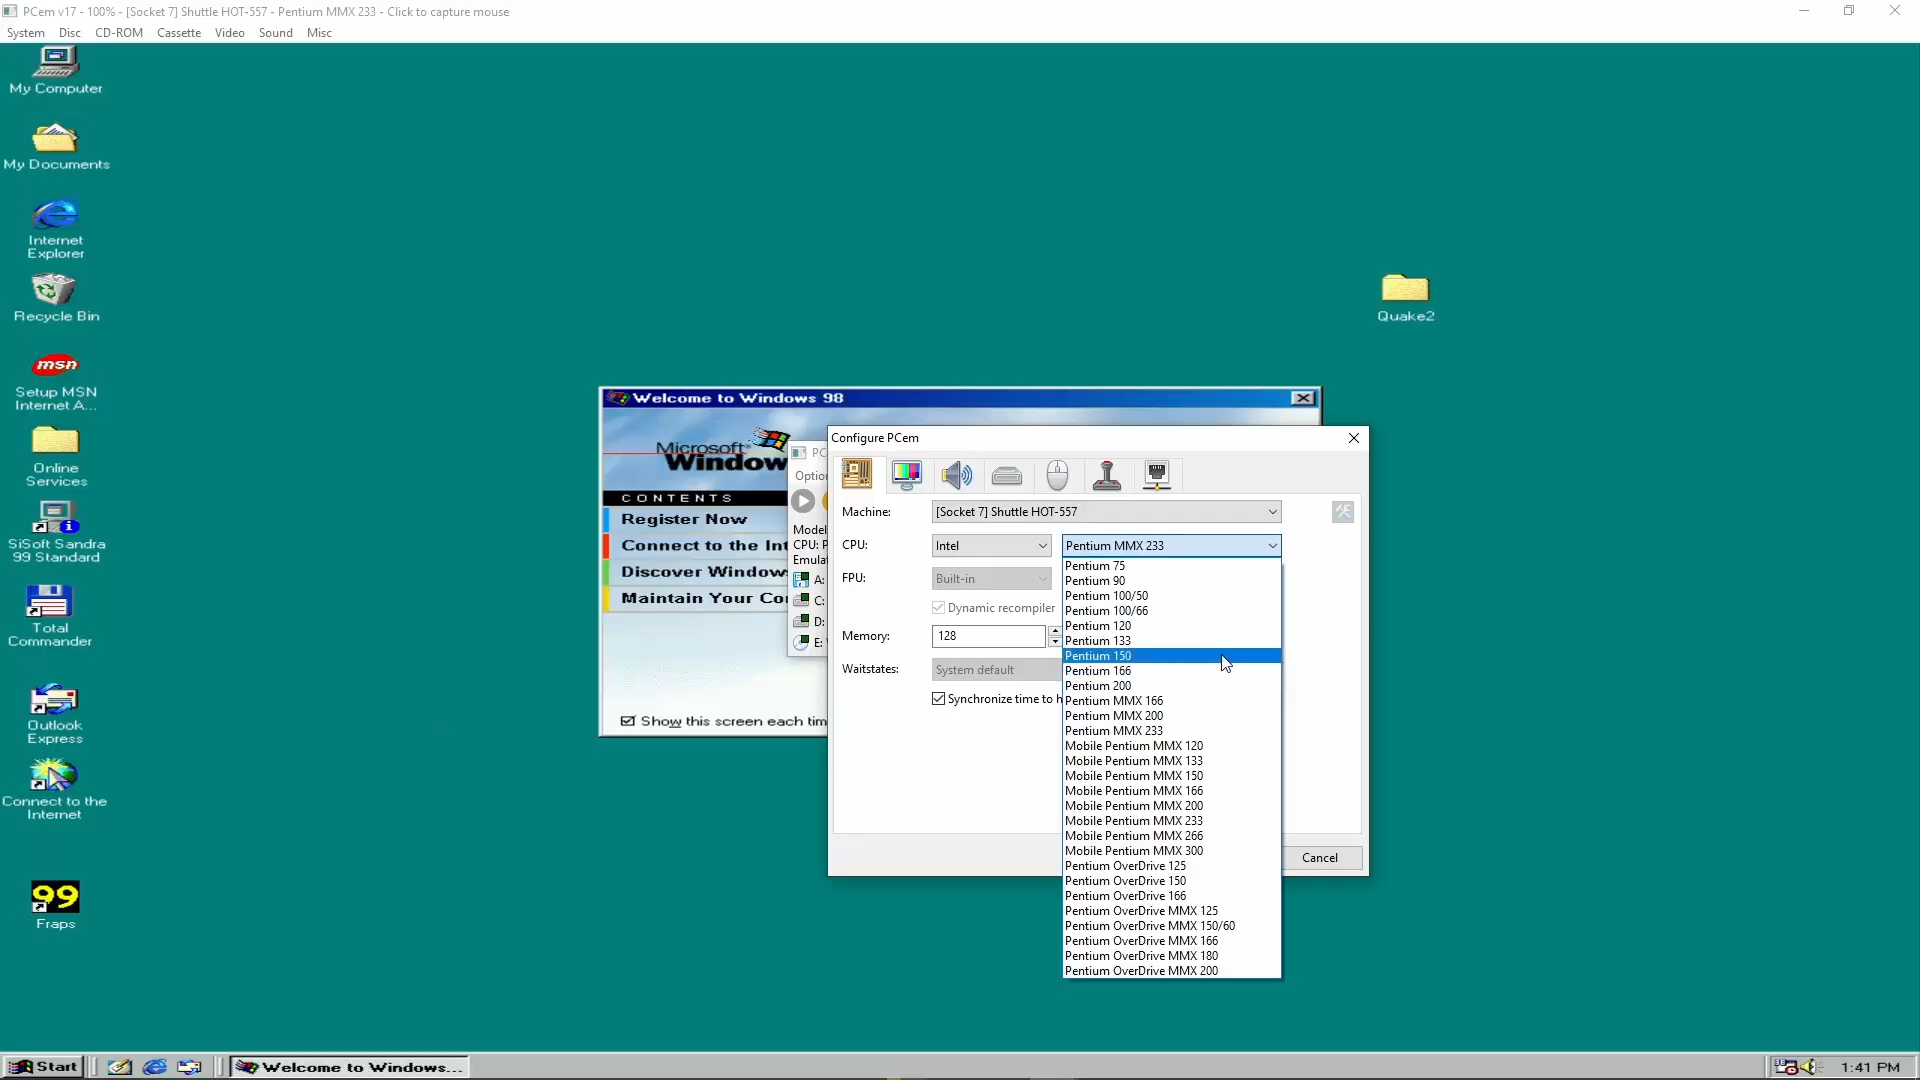 PCem v17 - 100% - [Socket 7] Shuttle HOT-557 - Pentium MMX 233 - Click to capture mouse
System Disc CD-ROM Cassette Video Sound Misc
My Computer
My Documents
Internet
Explorer
Recycle Bin
msn
Setup MSN
Internet A...
Online
Services
SiSoft Sandra
99 Standard
Total
Commander
Outlook
Express
Connect to the
Internet
99
Fraps
Quake2
Welcome to Windows 98
Microsoft
Window
CONTENTS
Register Now
Connect to the Int
Discover Window
Maintain Your Co
Show this screen each tim
PC
Option
Model
CPU: P
Emula
A:
C:
D:
E:
Configure PCem
Machine: [Socket 7] Shuttle HOT-557
CPU: Intel Pentium MMX 233
FPU: Built-in
Dynamic recompiler
Memory: 128
Waitstates: System default
Synchronize time to h
Pentium 75
Pentium 90
Pentium 100/50
Pentium 100/66
Pentium 120
Pentium 133
Pentium 150
Pentium 166
Pentium 200
Pentium MMX 166
Pentium MMX 200
Pentium MMX 233
Mobile Pentium MMX 120
Mobile Pentium MMX 133
Mobile Pentium MMX 150
Mobile Pentium MMX 166
Mobile Pentium MMX 200
Mobile Pentium MMX 233
Mobile Pentium MMX 266
Mobile Pentium MMX 300
Pentium OverDrive 125
Pentium OverDrive 150
Pentium OverDrive 166
Pentium OverDrive MMX 125
Pentium OverDrive MMX 150/60
Pentium OverDrive MMX 166
Pentium OverDrive MMX 180
Pentium OverDrive MMX 200
Cancel
Start
Welcome to Windows...
1:41 PM